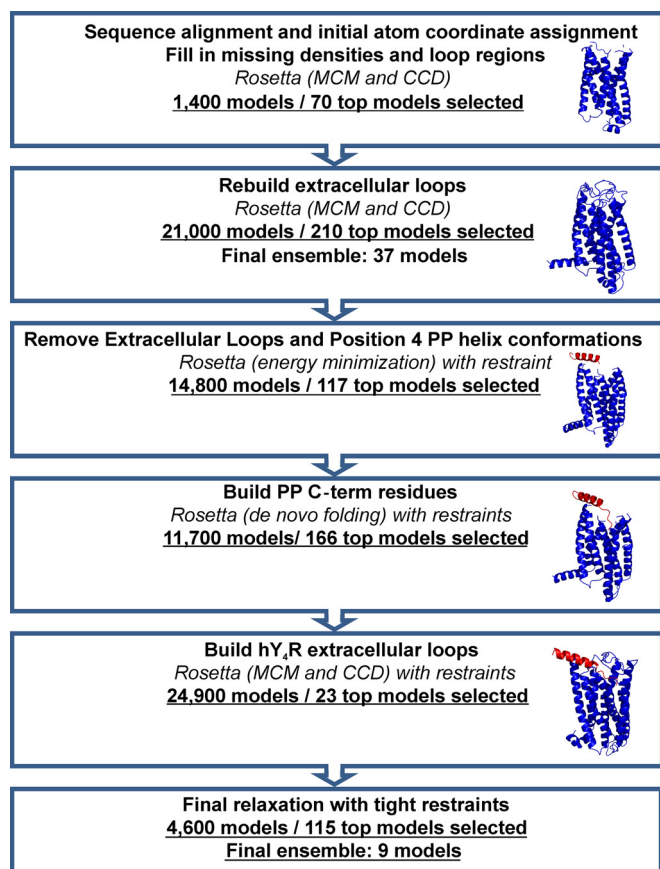 Sequence alignment and initial atom coordinate assignment
Fill in missing densities and loop regions
Rosetta (MCM and CCD)
1,400 models / 70 top models selected
Rebuild extracellular loops
Rosetta (MCM and CCD)
21,000 models / 210 top models selected
Final ensemble: 37 models
Remove Extracellular Loops and Position 4 PP helix conformations
Rosetta (energy minimization) with restraint
14,800 models / 117 top models selected
Build PP C-term residues
Rosetta (de novo folding) with restraints
11,700 models/ 166 top models selected
Build hY₄R extracellular loops
Rosetta (MCM and CCD) with restraints
24,900 models / 23 top models selected
Final relaxation with tight restraints
4,600 models / 115 top models selected
Final ensemble: 9 models